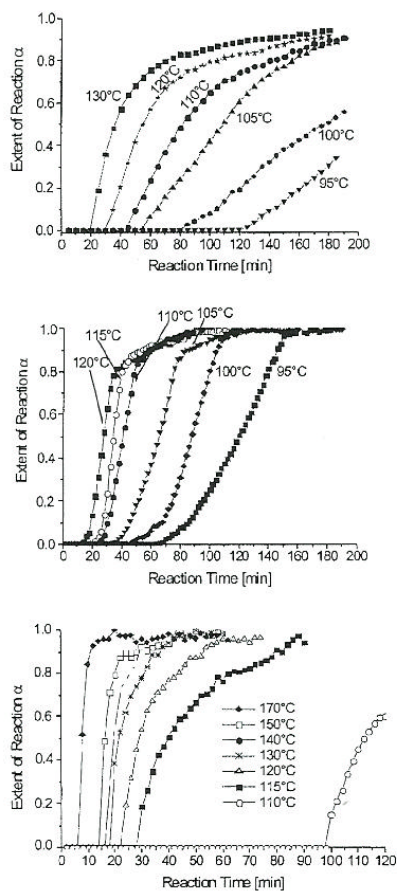 Extent of Reaction α
1.0
0.8
0.6
0.4
0.2
0.0
130°C
120°C
110°C
105°C
100°C
95°C
0 20 40 60 80 100 120 140 160 180 200
Reaction Time [min]
Extent of Reaction α
1.0
0.8
0.6
0.4
0.2
0.0
115°C
120°C
110°C
105°C
100°C
95°C
0 20 40 60 80 100 120 140 160 180 200
Reaction Time [min]
Extent of Reaction α
1.0
0.8
0.6
0.4
0.2
0.0
170°C
150°C
140°C
130°C
120°C
115°C
110°C
0 10 20 30 40 50 60 70 80 90 100 110 120
Reaction Time [min]